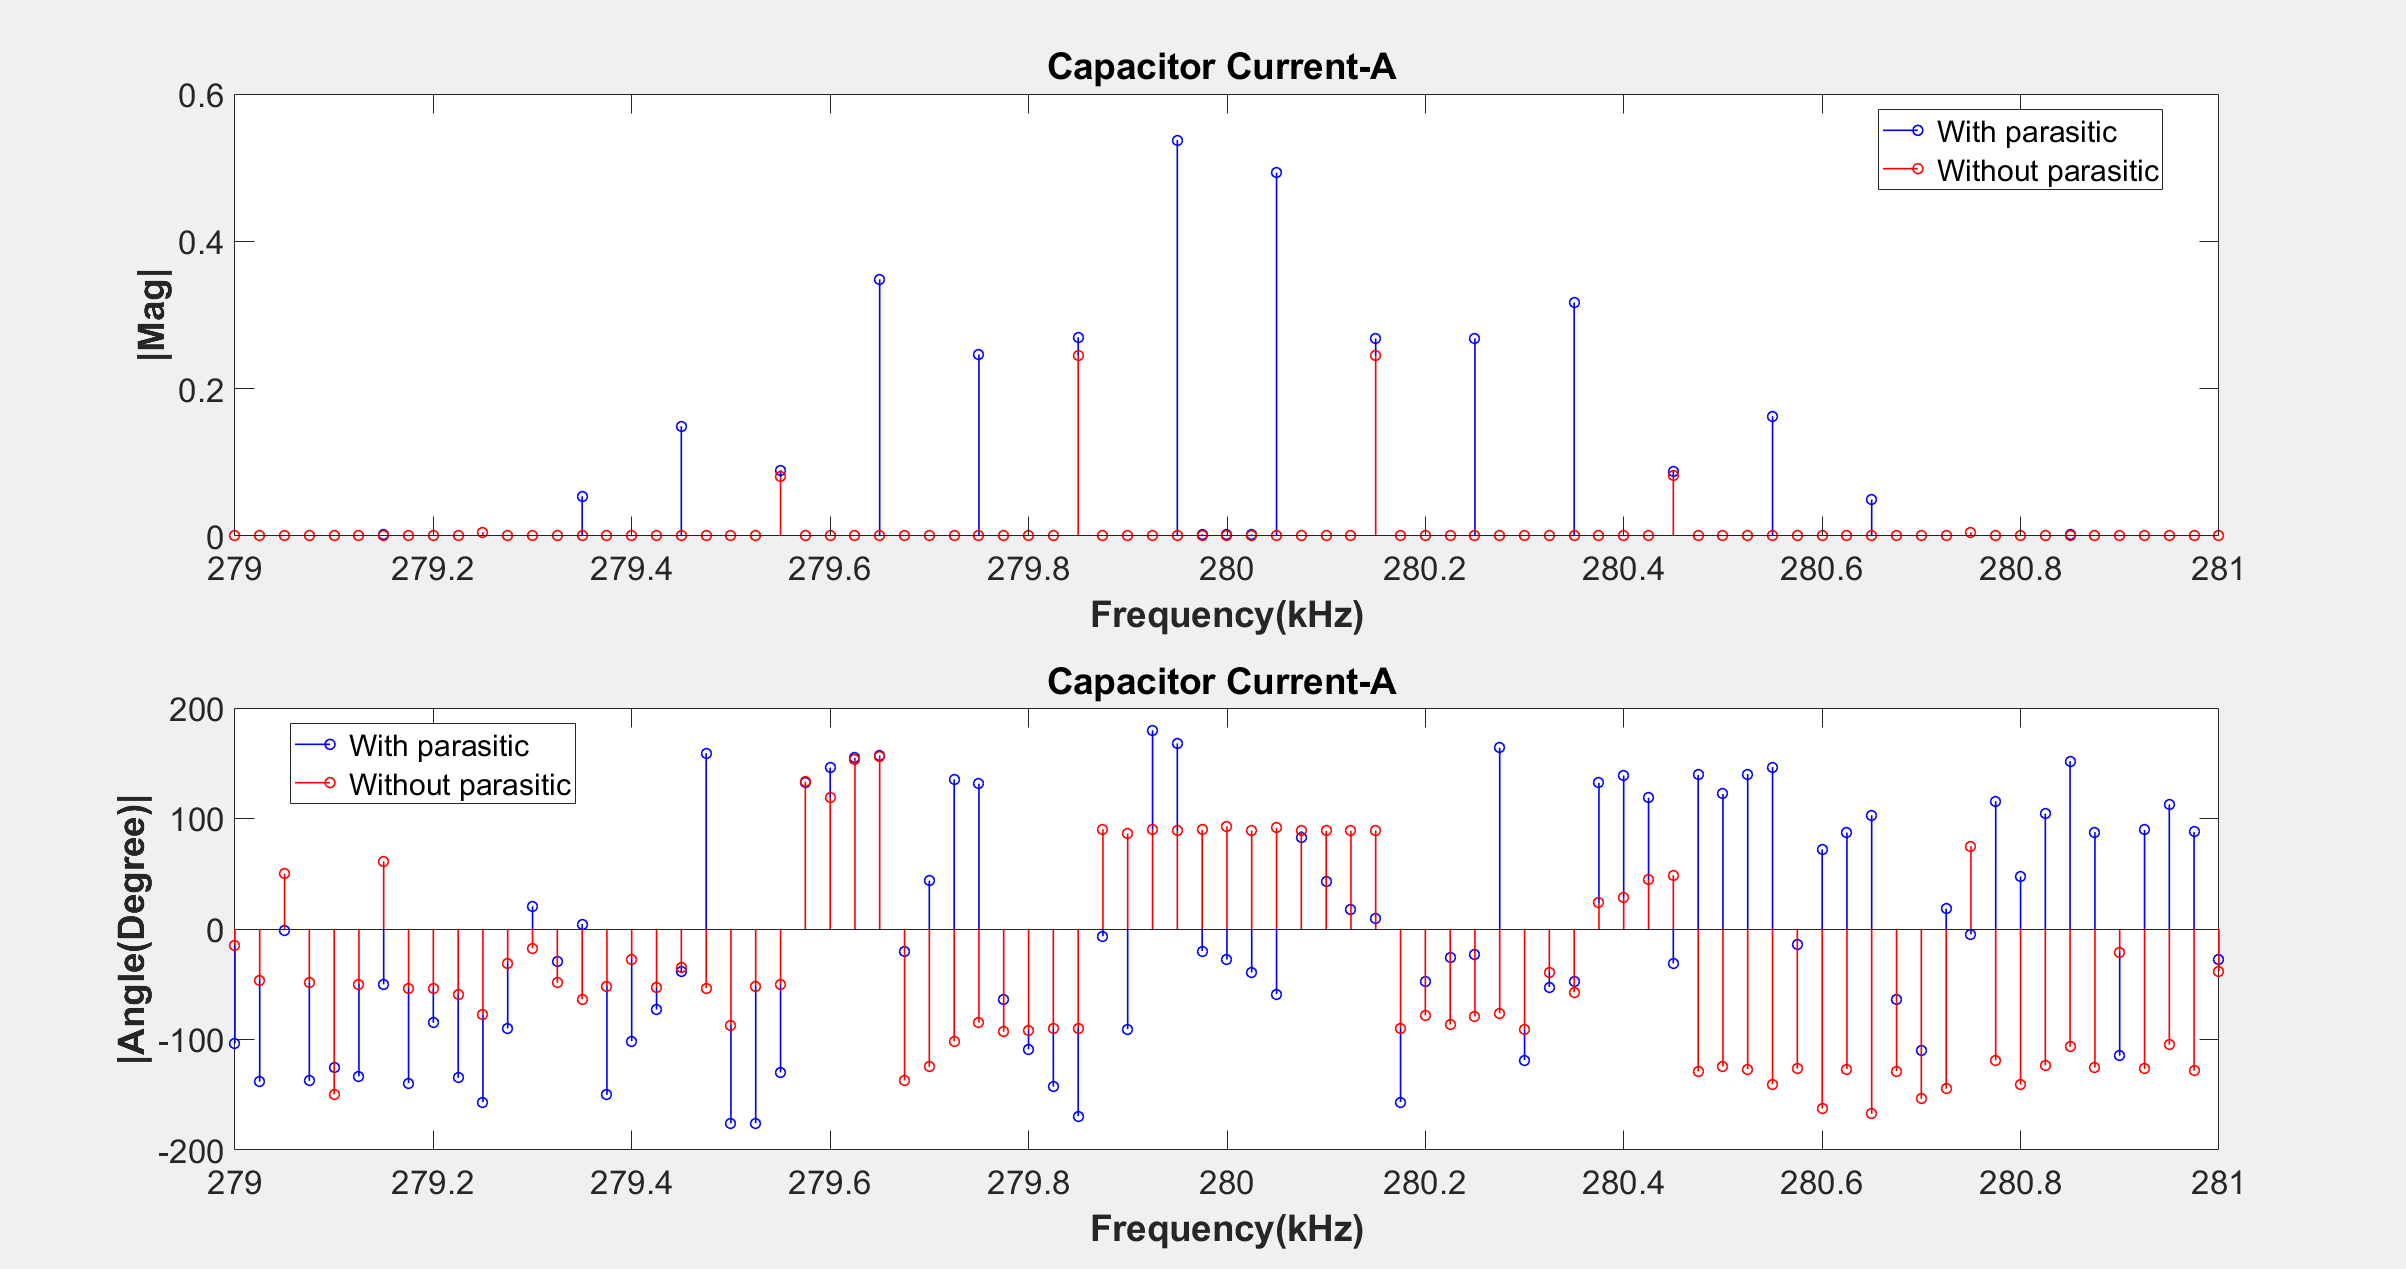 Capacitor Current-A
0.6
0.4
0.2
0
|Mag|
With parasitic
Without parasitic
279 279.2 279.4 279.6 279.8 280 280.2 280.4 280.6 280.8 281
Frequency(kHz)
Capacitor Current-A
200
100
0
-100
-200
|Angle(Degree)|
With parasitic
Without parasitic
279 279.2 279.4 279.6 279.8 280 280.2 280.4 280.6 280.8 281
Frequency(kHz)